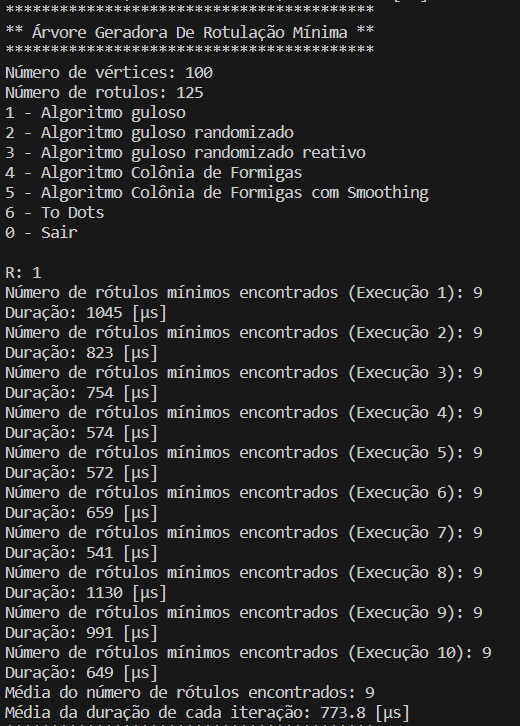 *****************************************
** Árvore Geradora De Rotulação Mínima **
*****************************************
Número de vértices: 100
Número de rotulos: 125
1 - Algoritmo guloso
2 - Algoritmo guloso randomizado
3 - Algoritmo guloso randomizado reativo
4 - Algoritmo Colônia de Formigas
5 - Algoritmo Colônia de Formigas com Smoothing
6 - To Dots
0 - Sair
R: 1
Número de rótulos mínimos encontrados (Execução 1): 9
Duração: 1045 [µs]
Número de rótulos mínimos encontrados (Execução 2): 9
Duração: 823 [µs]
Número de rótulos mínimos encontrados (Execução 3): 9
Duração: 754 [µs]
Número de rótulos mínimos encontrados (Execução 4): 9
Duração: 574 [µs]
Número de rótulos mínimos encontrados (Execução 5): 9
Duração: 572 [µs]
Número de rótulos mínimos encontrados (Execução 6): 9
Duração: 659 [µs]
Número de rótulos mínimos encontrados (Execução 7): 9
Duração: 541 [µs]
Número de rótulos mínimos encontrados (Execução 8): 9
Duração: 1130 [µs]
Número de rótulos mínimos encontrados (Execução 9): 9
Duração: 991 [µs]
Número de rótulos mínimos encontrados (Execução 10): 9
Duração: 649 [µs]
Média do número de rótulos encontrados: 9
Média da duração de cada iteração: 773.8 [µs]